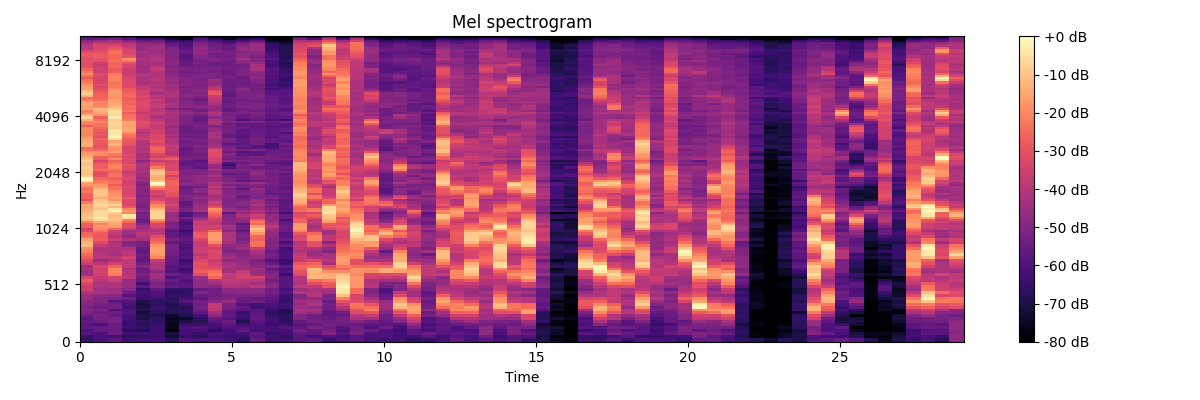 Mel spectrogram
Hz
8192
4096
2048
1024
512
0
0 5 10 15 20 25
Time
+0 dB
-10 dB
-20 dB
-30 dB
-40 dB
-50 dB
-60 dB
-70 dB
-80 dB